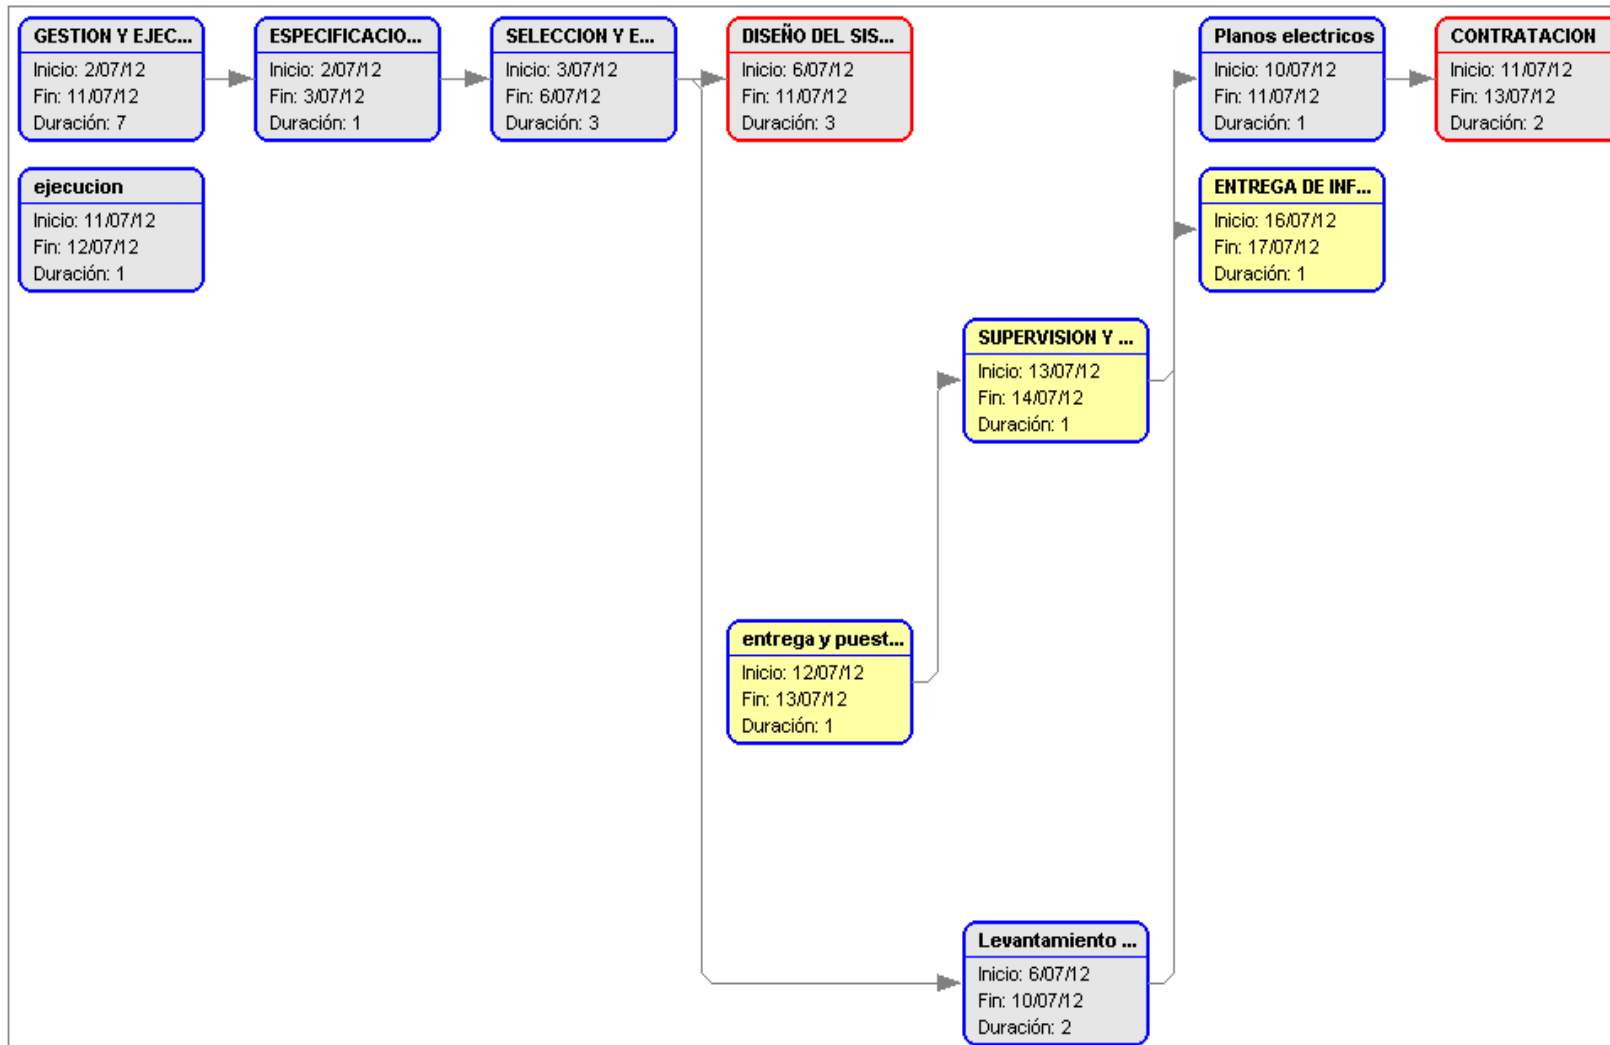 GESTION Y EJEC...
Inicio: 2/07/12
Fin: 11/07/12
Duración: 7
ESPECIFICACIO...
Inicio: 2/07/12
Fin: 3/07/12
Duración: 1
SELECCION Y E...
Inicio: 3/07/12
Fin: 6/07/12
Duración: 3
DISEÑO DEL SIS...
Inicio: 6/07/12
Fin: 11/07/12
Duración: 3
Planos electricos
Inicio: 10/07/12
Fin: 11/07/12
Duración: 1
CONTRATACION
Inicio: 11/07/12
Fin: 13/07/12
Duración: 2
ejecucion
Inicio: 11/07/12
Fin: 12/07/12
Duración: 1
ENTREGA DE INF...
Inicio: 16/07/12
Fin: 17/07/12
Duración: 1
SUPERVISION Y ...
Inicio: 13/07/12
Fin: 14/07/12
Duración: 1
entrega y puest...
Inicio: 12/07/12
Fin: 13/07/12
Duración: 1
Levantamiento ...
Inicio: 6/07/12
Fin: 10/07/12
Duración: 2